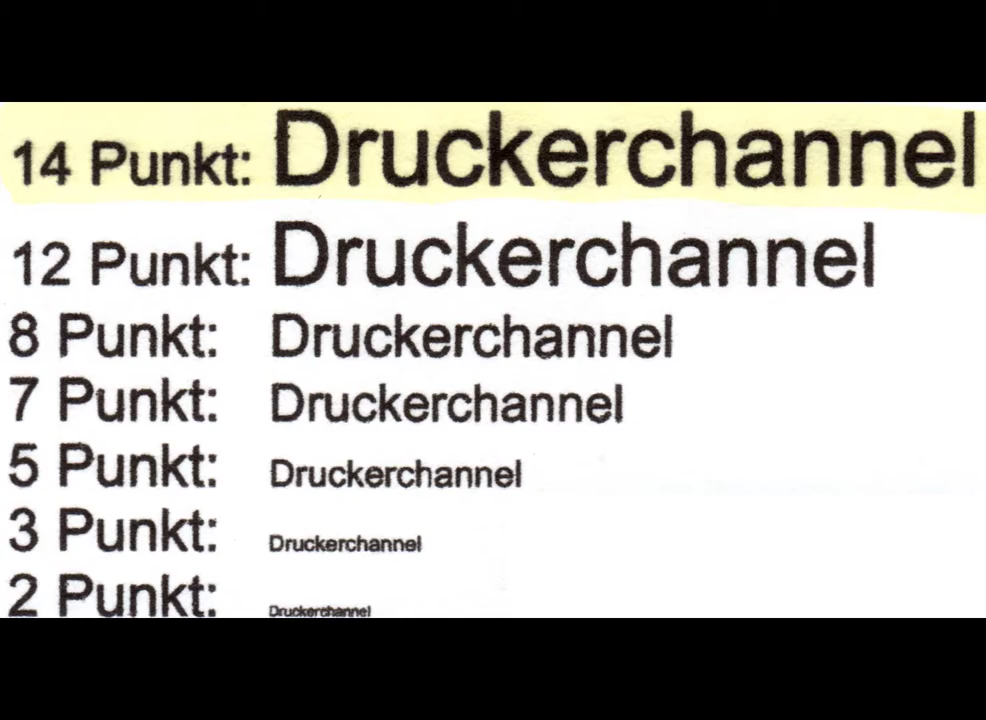 14 Punkt: Druckerchannel
12 Punkt: Druckerchannel
8 Punkt: Druckerchannel
7 Punkt: Druckerchannel
5 Punkt: Druckerchannel
3 Punkt: Druckerchannel
2 Punkt: Druckerchannel